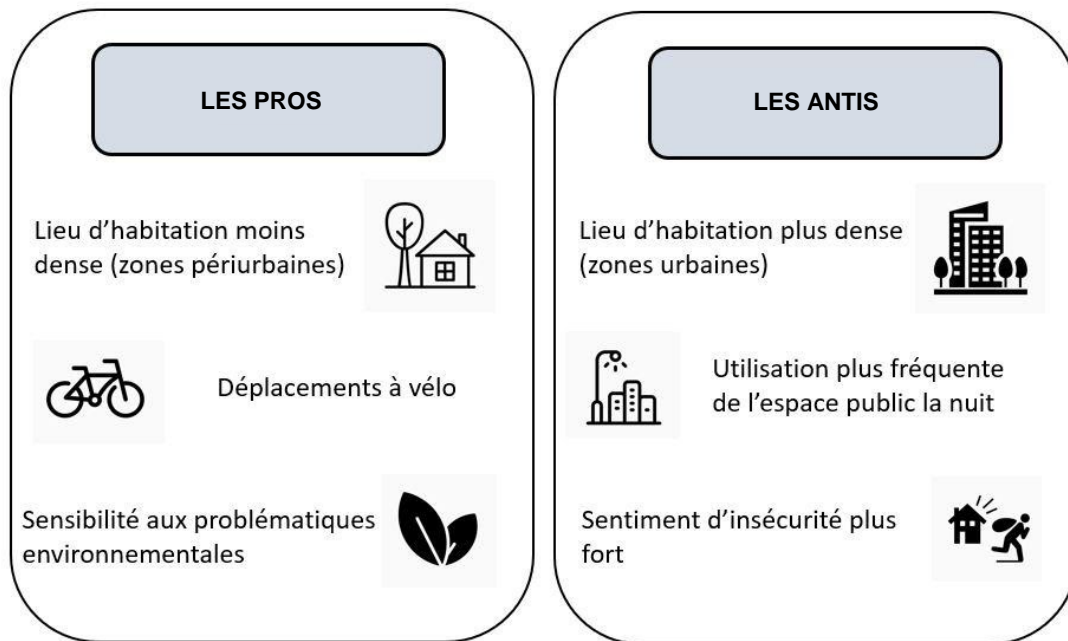 LES PROS
Lieu d'habitation moins
dense (zones périurbaines)
Déplacements à vélo
Sensibilité aux problématiques
environnementales
LES ANTIS
Lieu d'habitation plus dense
(zones urbaines)
Utilisation plus fréquente
de l'espace public la nuit
Sentiment d'insécurité plus
fort